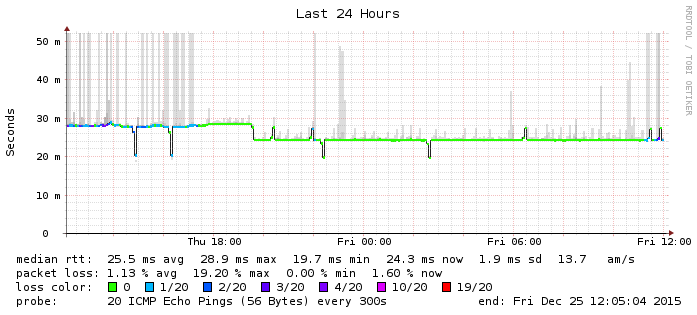 Last 24 Hours
RRDTOOL / TOBI OETIKER
Seconds
50 m
40 m
30 m
20 m
10 m
0
Thu 18:00 Fri 00:00 Fri 06:00 Fri 12:00
median rtt: 25.5 ms avg 28.9 ms max 19.7 ms min 24.3 ms now 1.9 ms sd 13.7 am/s
packet loss: 1.13 % avg 19.20 % max 0.00 % min 1.60 % now
loss color: 0 1/20 2/20 3/20 4/20 10/20 19/20
probe: 20 ICMP Echo Pings (56 Bytes) every 300s end: Fri Dec 25 12:05:04 2015